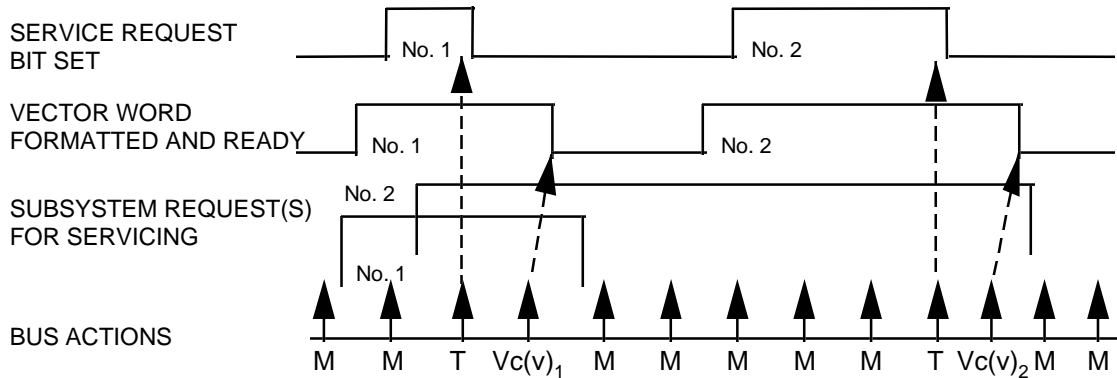 SERVICE REQUEST
BIT SET
No. 1
No. 2
VECTOR WORD
FORMATTED AND READY
No. 1
No. 2
SUBSYSTEM REQUEST(S)
FOR SERVICING
No. 2
No. 1
BUS ACTIONS
M M T Vc(v)1 M M M M T Vc(v)2 M M